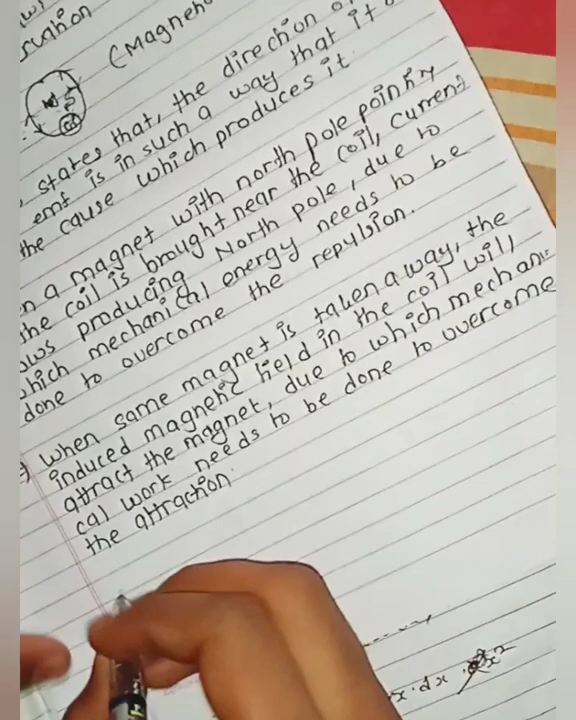 (Magneti
states that, the direction of
emf is in such a way that it
the cause which produces it
a magnet with north pole pointing
the coil is brought near the coil, current
producing North pole, due to
which mechanical energy needs to be
done to overcome the repulsion.
When same magnet is taken away, the
induced magnetic field in the coil will
attract the magnet, due to which mechani-
cal work needs to be done to overcome
the attraction.
x · dx